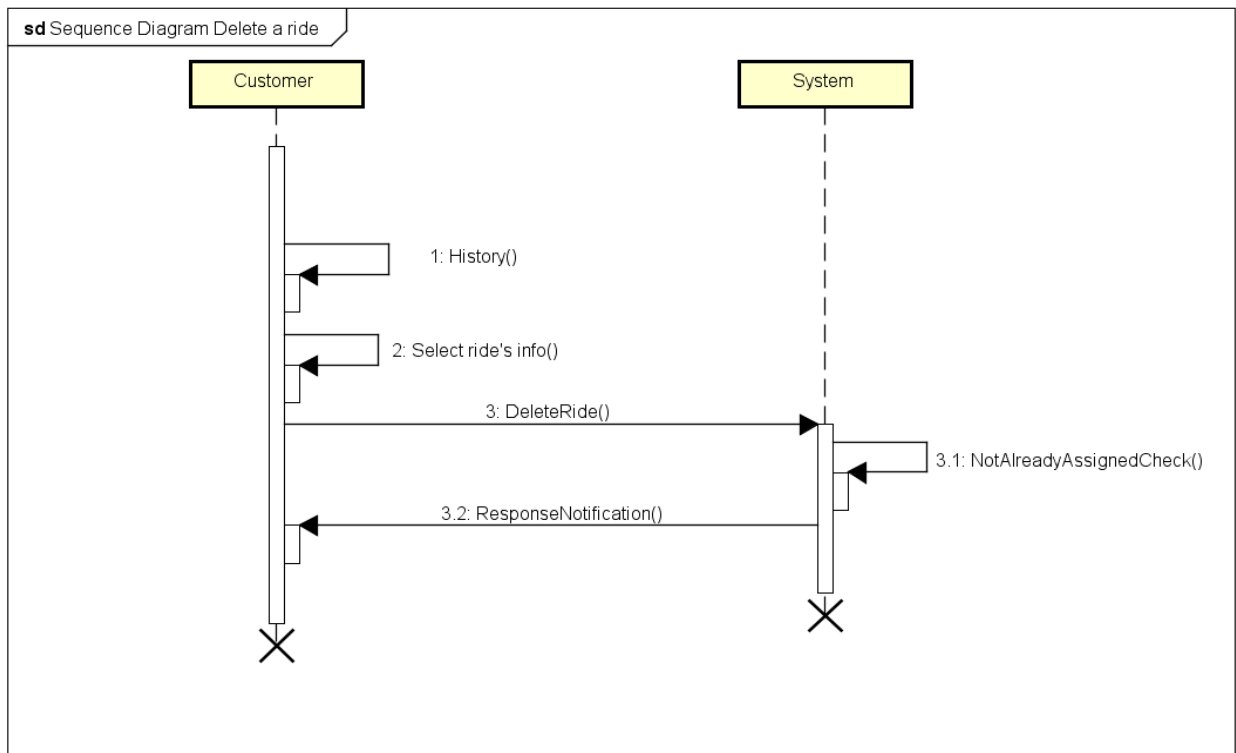 sd Sequence Diagram Delete a ride
Customer
System
1: History()
2: Select ride's info()
3: DeleteRide()
3.1: NotAlreadyAssignedCheck()
3.2: ResponseNotification()